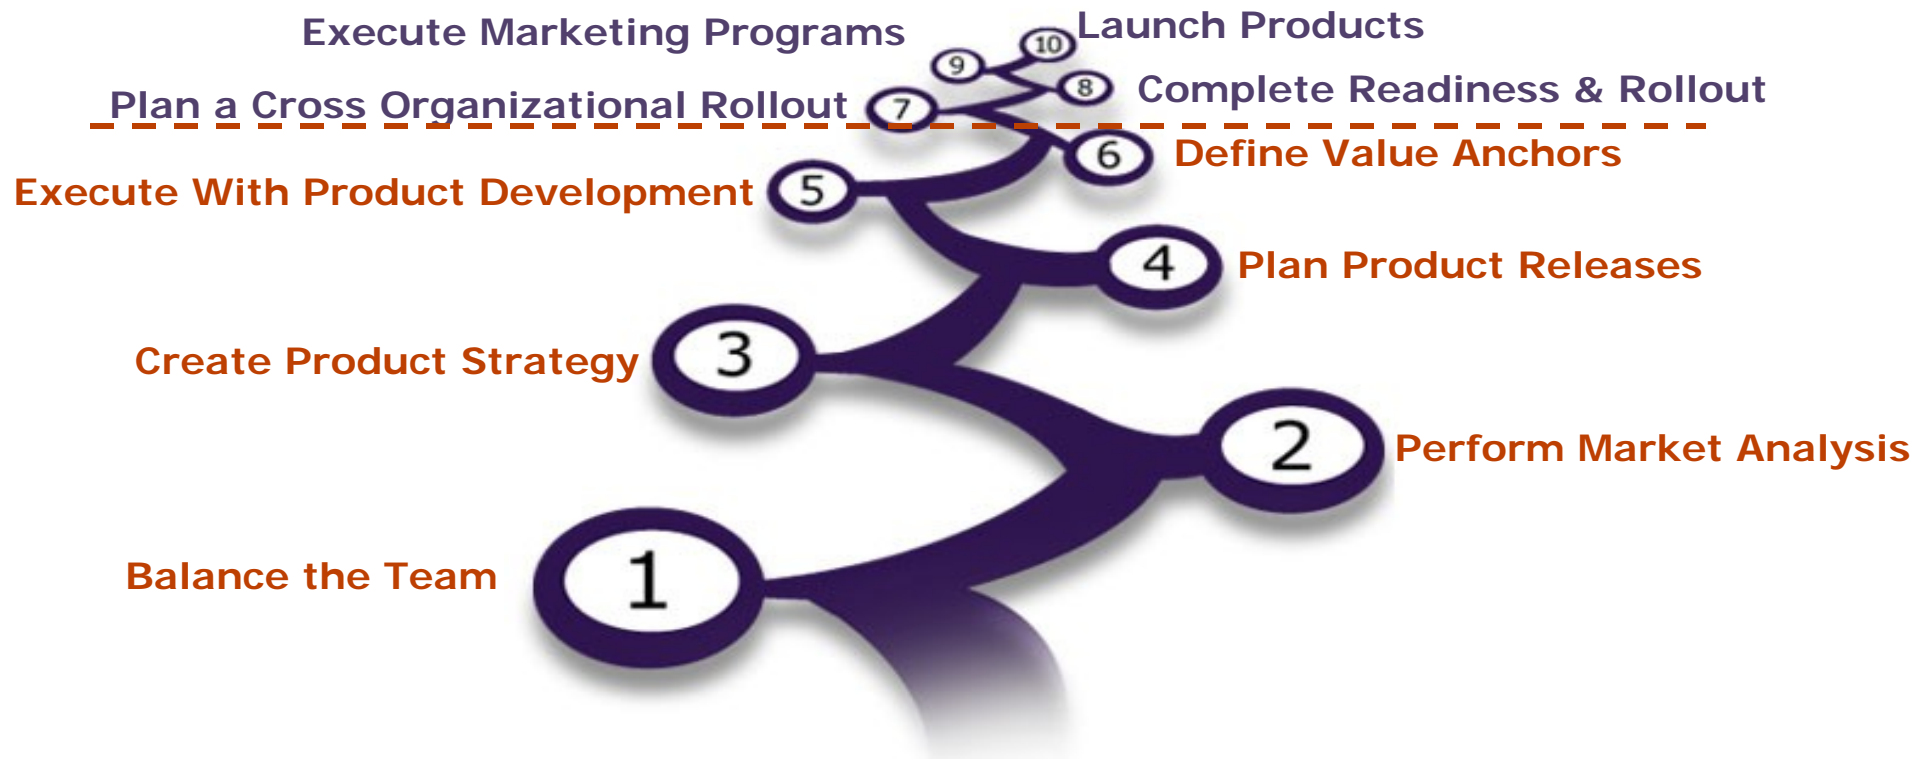 Execute Marketing Programs
9
10
Launch Products
Plan a Cross Organizational Rollout
7
8
Complete Readiness & Rollout
6
Define Value Anchors
Execute With Product Development
5
4
Plan Product Releases
Create Product Strategy
3
2
Perform Market Analysis
Balance the Team
1